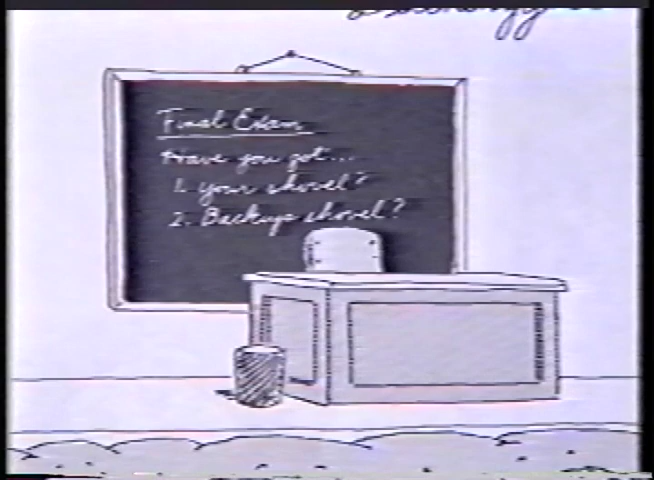 Final Exam
Have you got...
1. your shovel?
2. Backup shovel?